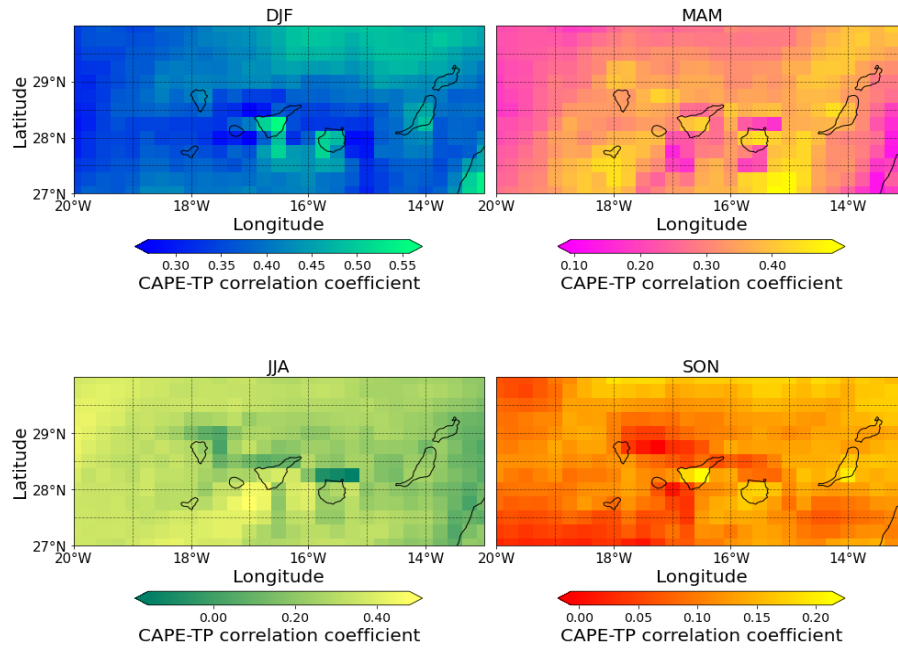 DJF
MAM
Latitude
29°N
28°N
27°N
20°W
18°W
16°W
14°W
20°W
18°W
16°W
14°W
Longitude
Longitude
0.30
0.35
0.40
0.45
0.50
0.55
0.10
0.20
0.30
0.40
CAPE-TP correlation coefficient
CAPE-TP correlation coefficient
JJA
SON
Latitude
29°N
28°N
27°N
20°W
18°W
16°W
14°W
20°W
18°W
16°W
14°W
Longitude
Longitude
0.00
0.20
0.40
0.00
0.05
0.10
0.15
0.20
CAPE-TP correlation coefficient
CAPE-TP correlation coefficient